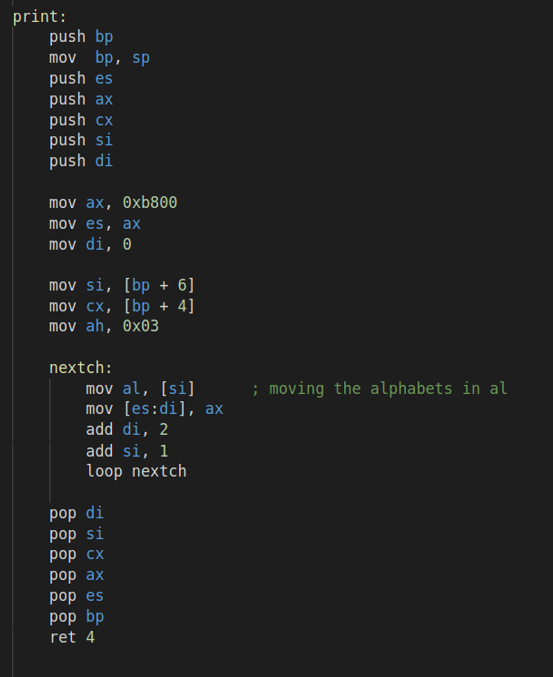 print:
push bp
mov  bp, sp
push es
push ax
push cx
push si
push di
mov ax, 0xb800
mov es, ax
mov di, 0
mov si, [bp + 6]
mov cx, [bp + 4]
mov ah, 0x03
nextch:
mov al, [si]      ; moving the alphabets in al
mov [es:di], ax
add di, 2
add si, 1
loop nextch
pop di
pop si
pop cx
pop ax
pop es
pop bp
ret 4